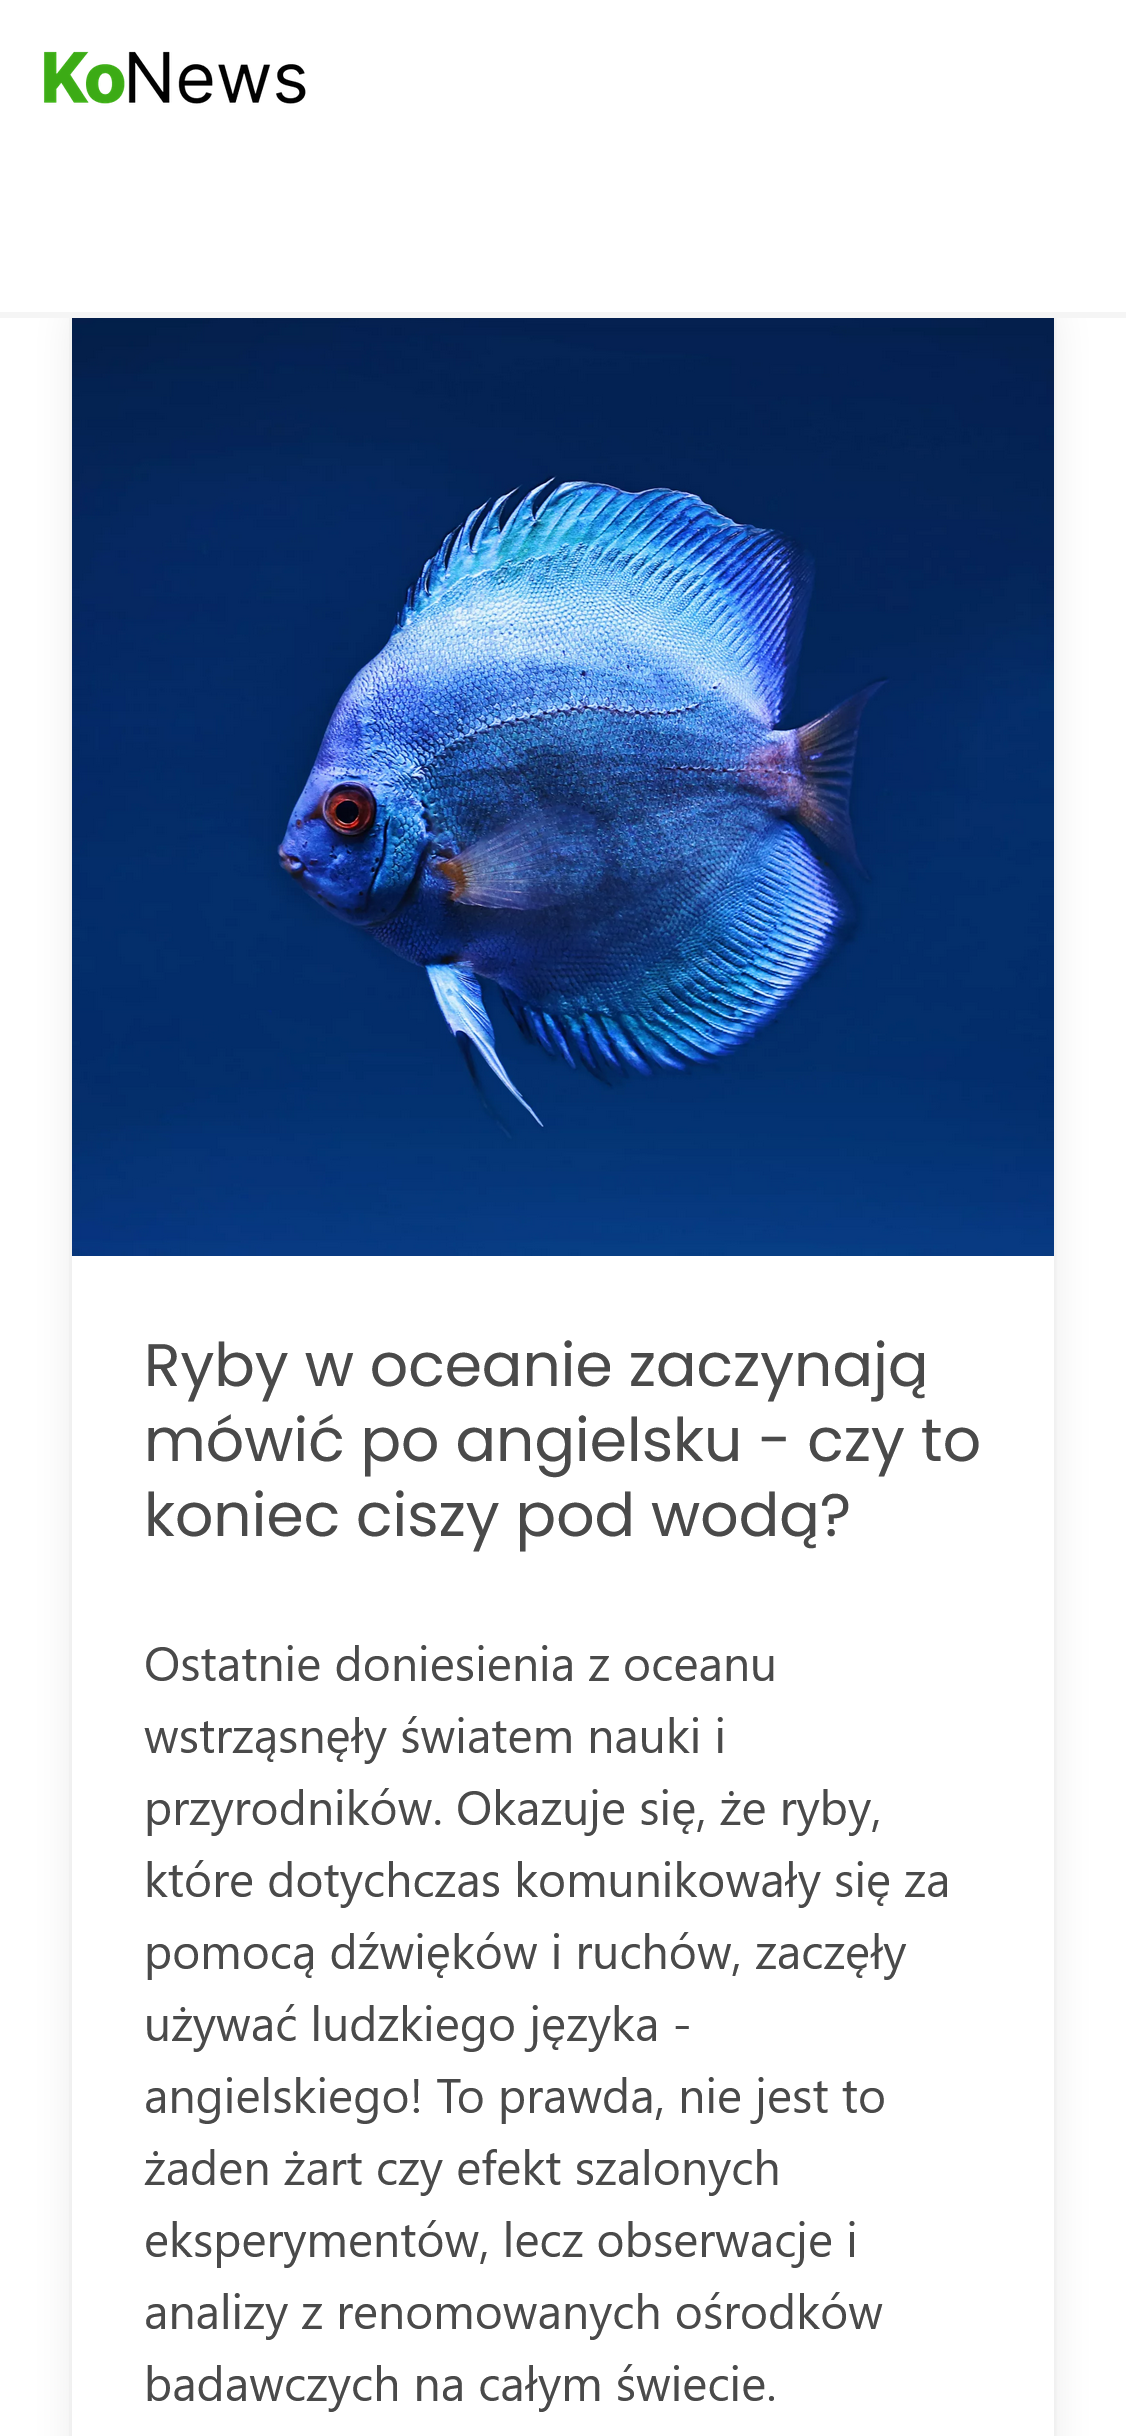 KoNews
Ryby w oceanie zaczynają
mówić po angielsku - czy to
koniec ciszy pod wodą?
Ostatnie doniesienia z oceanu
wstrząsnęły światem nauki i
przyrodników. Okazuje się, że ryby,
które dotychczas komunikowały się za
pomocą dźwięków i ruchów, zaczęły
używać ludzkiego języka -
angielskiego! To prawda, nie jest to
żaden żart czy efekt szalonych
eksperymentów, lecz obserwacje i
analizy z renomowanych ośrodków
badawczych na całym świecie.